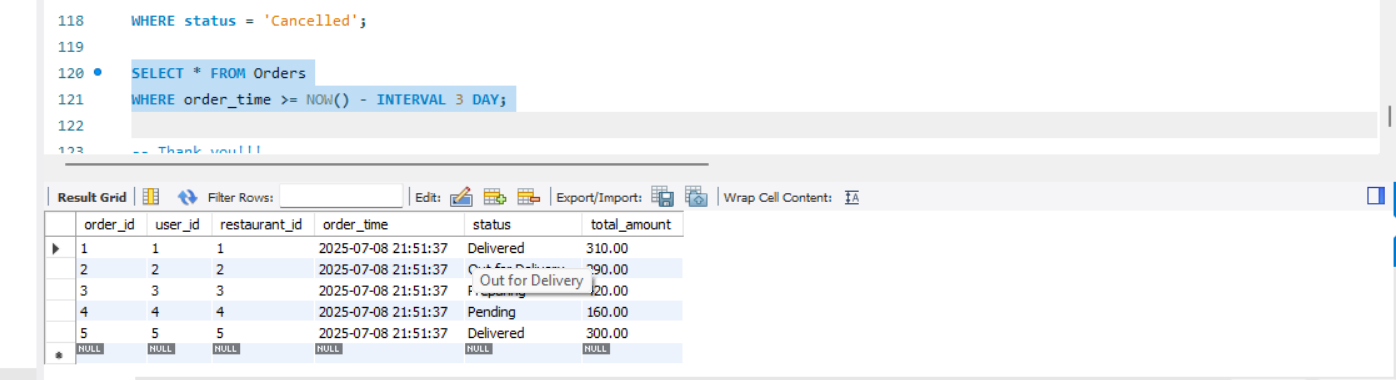 118 WHERE status = 'Cancelled';
119
120 SELECT * FROM Orders
121 WHERE order_time >= NOW() - INTERVAL 3 DAY;
122
123 -- Thank you!!!
Result Grid Filter Rows: Edit: Export/Import: Wrap Cell Content:
order_id user_id restaurant_id order_time status total_amount
1 1 1 2025-07-08 21:51:37 Delivered 310.00
2 2 2 2025-07-08 21:51:37 Out for Delivery 290.00
Out for Delivery
3 3 3 2025-07-08 21:51:37 Preparing 20.00
4 4 4 2025-07-08 21:51:37 Pending 160.00
5 5 5 2025-07-08 21:51:37 Delivered 300.00
NULL NULL NULL NULL NULL NULL